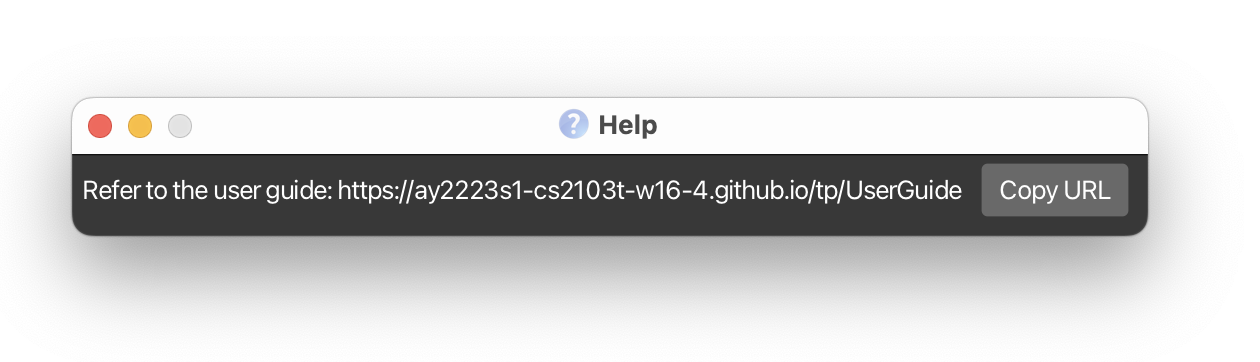 Help
Refer to the user guide: https://ay2223s1-cs2103t-w16-4.github.io/tp/UserGuide Copy URL